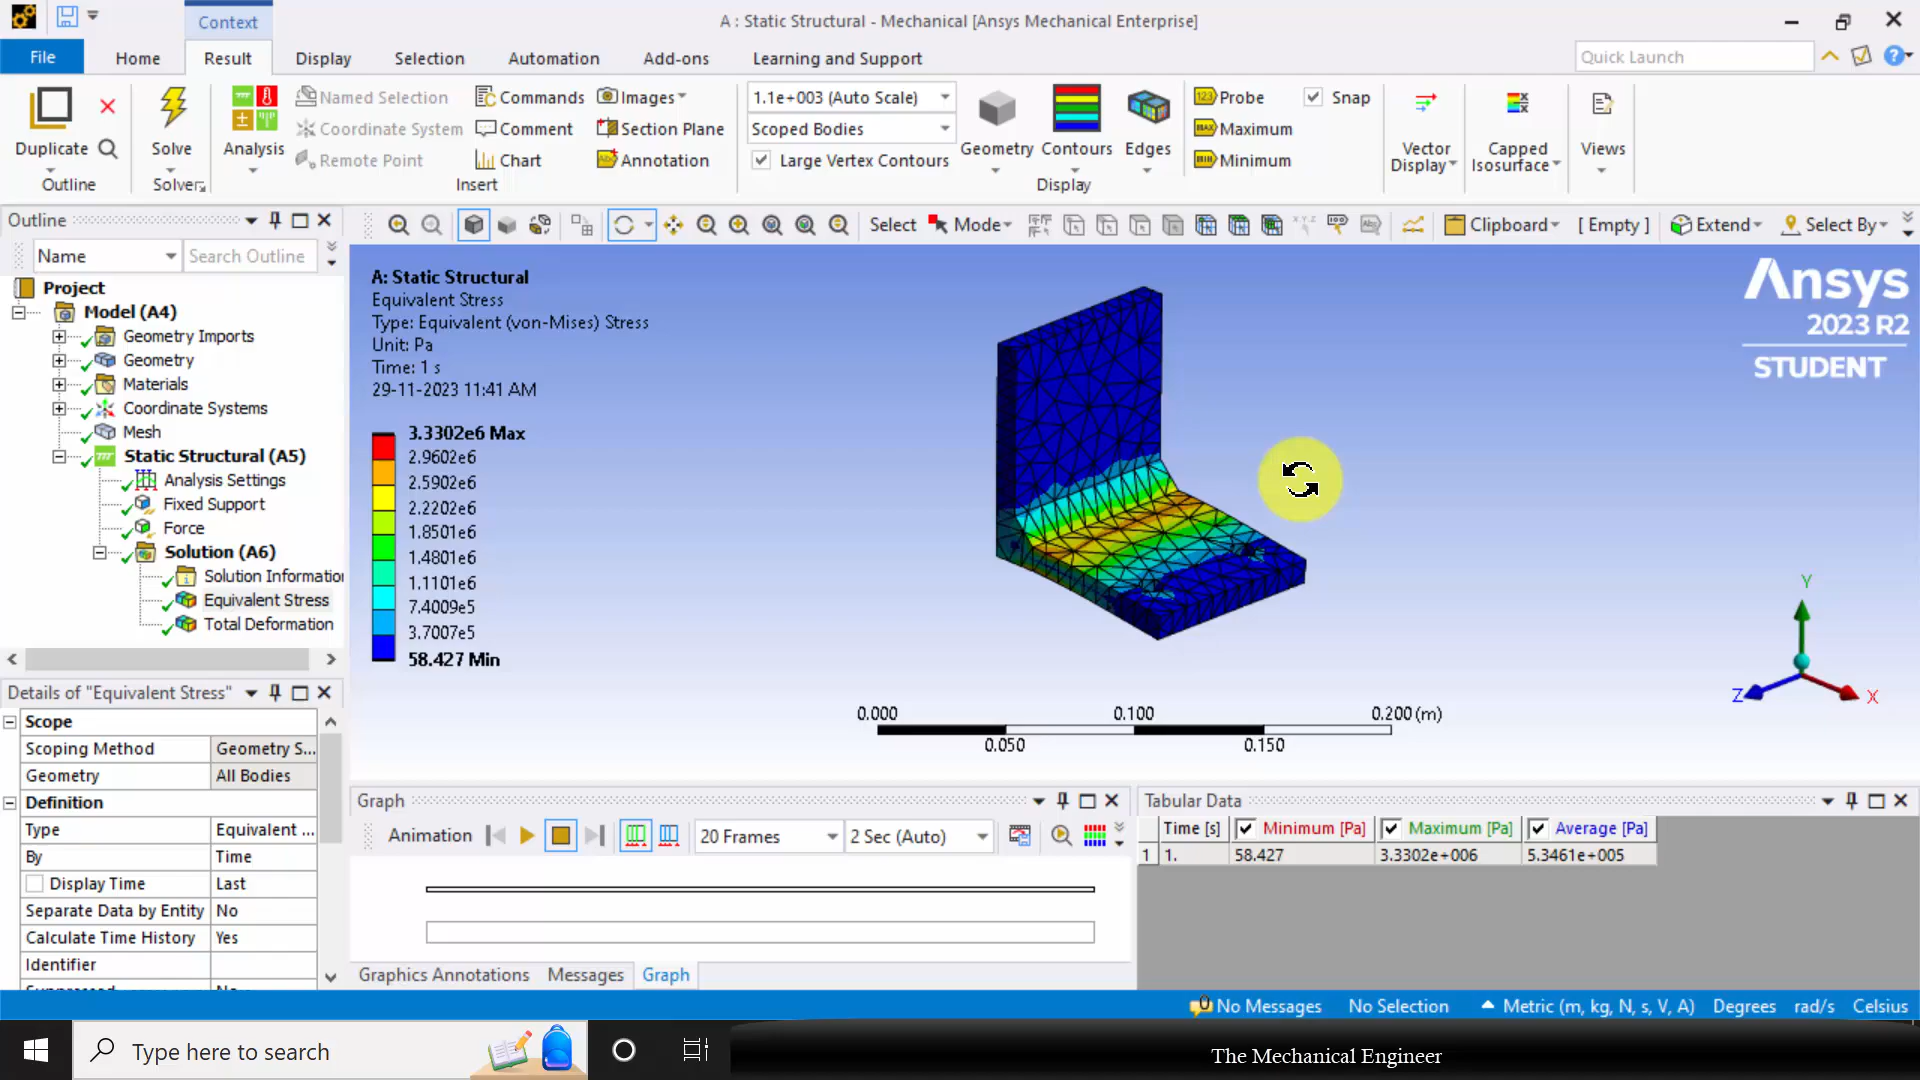 Context
A : Static Structural - Mechanical [Ansys Mechanical Enterprise]
File
Home
Result
Display
Selection
Automation
Add-ons
Learning and Support
Quick Launch
Duplicate
Outline
Solve
Solver
Analysis
Named Selection
Coordinate System
Remote Point
Commands
Comment
Chart
Images
Section Plane
Annotation
Insert
1.1e+003 (Auto Scale)
Scoped Bodies
Large Vertex Contours
Geometry
Contours
Edges
Display
Probe
Maximum
Minimum
Snap
Vector
Display
Capped
Isosurface
Views
Outline
Name
Search Outline
Select
Mode
Clipboard
[ Empty ]
Extend
Select By
Project
Model (A4)
Geometry Imports
Geometry
Materials
Coordinate Systems
Mesh
Static Structural (A5)
Analysis Settings
Fixed Support
Force
Solution (A6)
Solution Information
Equivalent Stress
Total Deformation
A: Static Structural
Equivalent Stress
Type: Equivalent (von-Mises) Stress
Unit: Pa
Time: 1 s
29-11-2023 11:41 AM
3.3302e6 Max
2.9602e6
2.5902e6
2.2202e6
1.8501e6
1.4801e6
1.1101e6
7.4009e5
3.7007e5
58.427 Min
Ansys
2023 R2
STUDENT
Y
Z
X
0.000
0.100
0.200 (m)
0.050
0.150
Details of "Equivalent Stress"
Scope
Scoping Method Geometry S...
Geometry All Bodies
Definition
Type Equivalent ...
By Time
Display Time Last
Separate Data by Entity No
Calculate Time History Yes
Identifier
Graph
Animation
20 Frames
2 Sec (Auto)
Graphics Annotations
Messages
Graph
Tabular Data
Time [s] Minimum [Pa] Maximum [Pa] Average [Pa]
1 1. 58.427 3.3302e+006 5.3461e+005
No Messages
No Selection
Metric (m, kg, N, s, V, A)
Degrees
rad/s
Celsius
Type here to search
The Mechanical Engineer